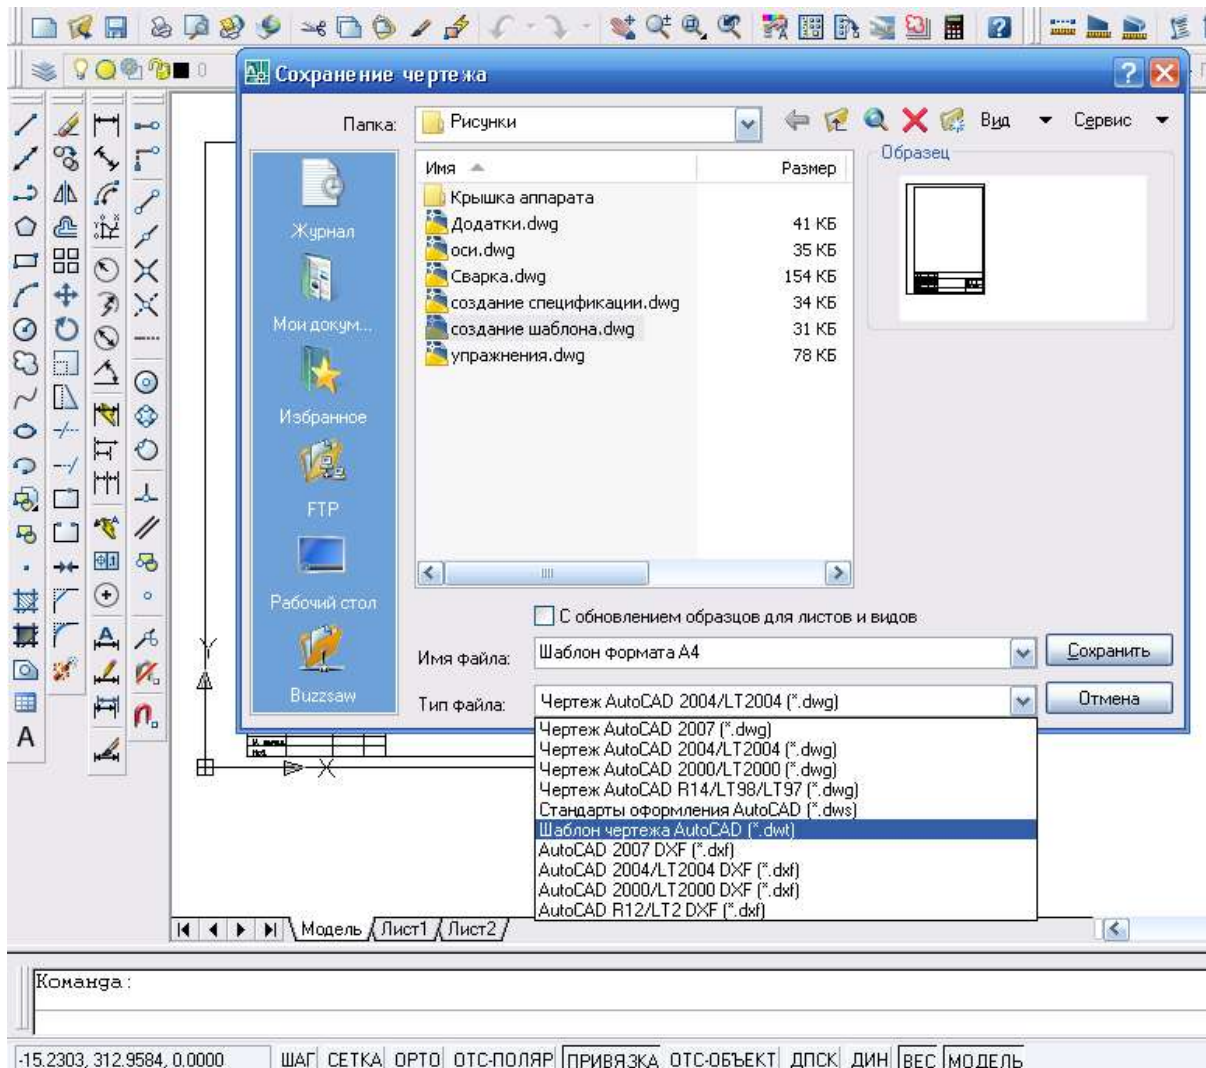 0
Сохранение чертежа
Папка: Рисунки Вид Сервис
Имя Размер
Образец
Крышка аппарата
Додатки.dwg 41 КБ
оси.dwg 35 КБ
Сварка.dwg 154 КБ
создание спецификации.dwg 34 КБ
создание шаблона.dwg 31 КБ
упражнения.dwg 78 КБ
Журнал
Мои докум...
Избранное
FTP
Рабочий стол
Buzzsaw
С обновлением образцов для листов и видов
Имя файла: Шаблон формата А4 Сохранить
Тип файла: Чертеж AutoCAD 2004/LT2004 (*.dwg) Отмена
Чертеж AutoCAD 2007 (*.dwg)
Чертеж AutoCAD 2004/LT2004 (*.dwg)
Чертеж AutoCAD 2000/LT2000 (*.dwg)
Чертеж AutoCAD R14/LT98/LT97 (*.dwg)
Стандарты оформления AutoCAD (*.dws)
Шаблон чертежа AutoCAD (*.dwt)
AutoCAD 2007 DXF (*.dxf)
AutoCAD 2004/LT2004 DXF (*.dxf)
AutoCAD 2000/LT2000 DXF (*.dxf)
AutoCAD R12/LT2 DXF (*.dxf)
Y
X
A
Модель Лист1 Лист2
Команда:
-15.2303, 312.9584, 0.0000 ШАГ СЕТКА ОРТО ОТС-ПОЛЯР ПРИВЯЗКА ОТС-ОБЪЕКТ ДПСК ДИН ВЕС МОДЕЛЬ